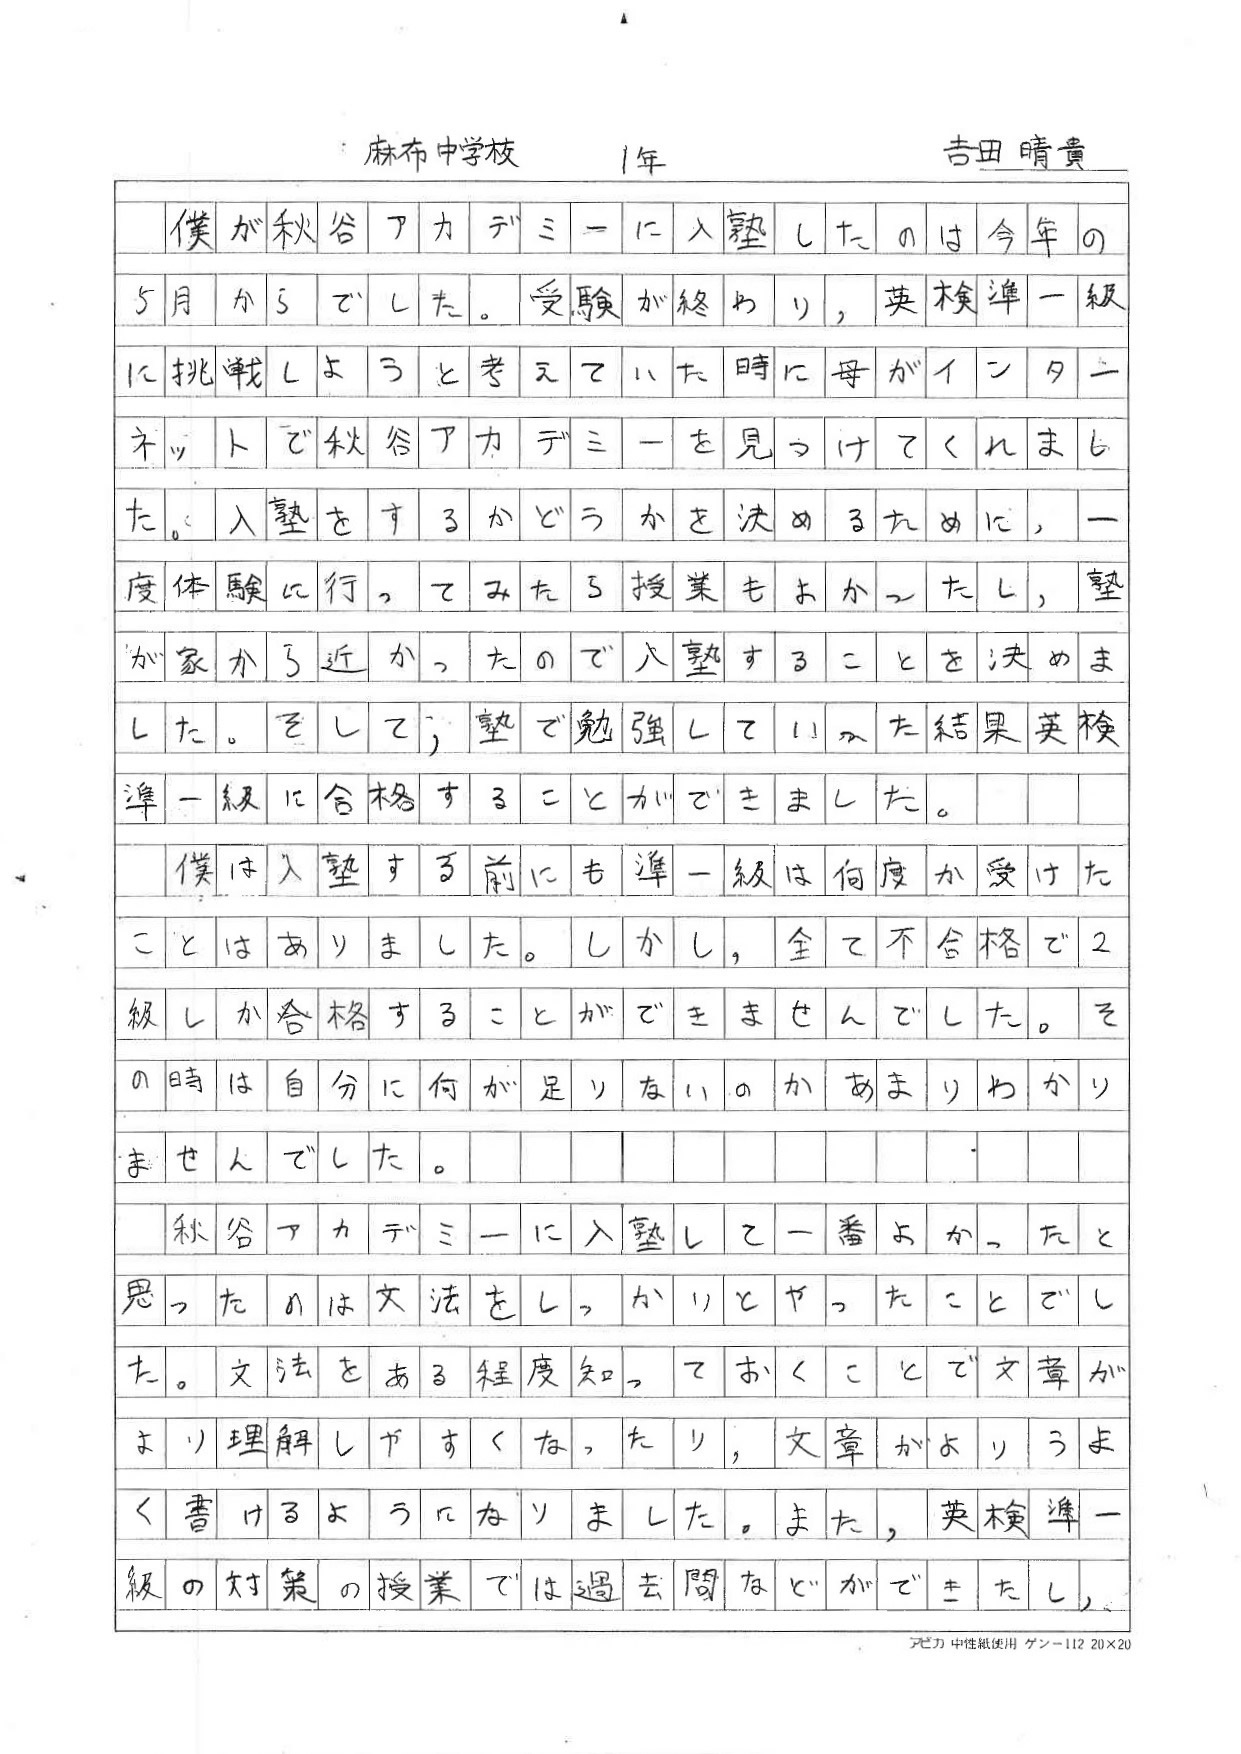 麻布中学校 1年 吉田 晴貴
僕が秋谷アカデミーに入塾したのは今年の
5月からでした。受験が終わり,英検準一級
に挑戦しようと考えていた時に母がインター
ネットで秋谷アカデミーを見つけてくれまし
た。入塾をするかどうかを決めるために,一
度体験に行ってみたら授業もよかったし,塾
が家から近かったので入塾することを決めま
した。そして,塾で勉強していった結果英検
準一級に合格することができました。
僕は入塾する前にも準一級は何度か受けた
ことはありました。しかし,全て不合格で2
級しか合格することができませんでした。そ
の時は自分に何が足りないのかあまりわかり
ませんでした。
秋谷アカデミーに入塾して一番よかったと
思ったのは文法をしっかりとやったことでし
た。文法をある程度知っておくことで文章が
より理解しやすくなったり,文章がよりうよ
く書けるようになりました。また,英検準一
級の対策の授業では過去問などができたし,
アピカ 中性紙使用 ゲン-112 20×20